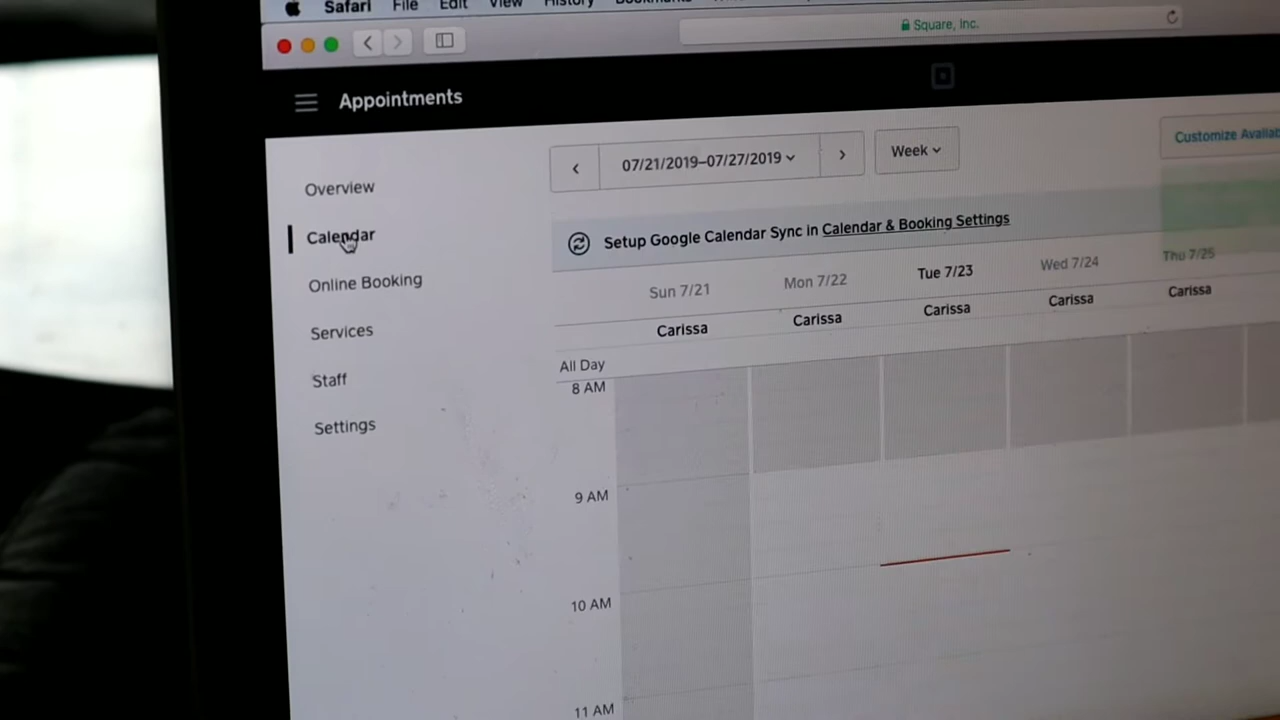 Safari File Edit View History Bookmarks
Square, Inc.
Appointments
Overview
Calendar
Online Booking
Services
Staff
Settings
07/21/2019–07/27/2019
Week
Customize
Setup Google Calendar Sync in Calendar & Booking Settings
Sun 7/21 Mon 7/22 Tue 7/23 Wed 7/24 Thu 7/25
Carissa Carissa Carissa Carissa Carissa
All Day
8 AM
9 AM
10 AM
11 AM